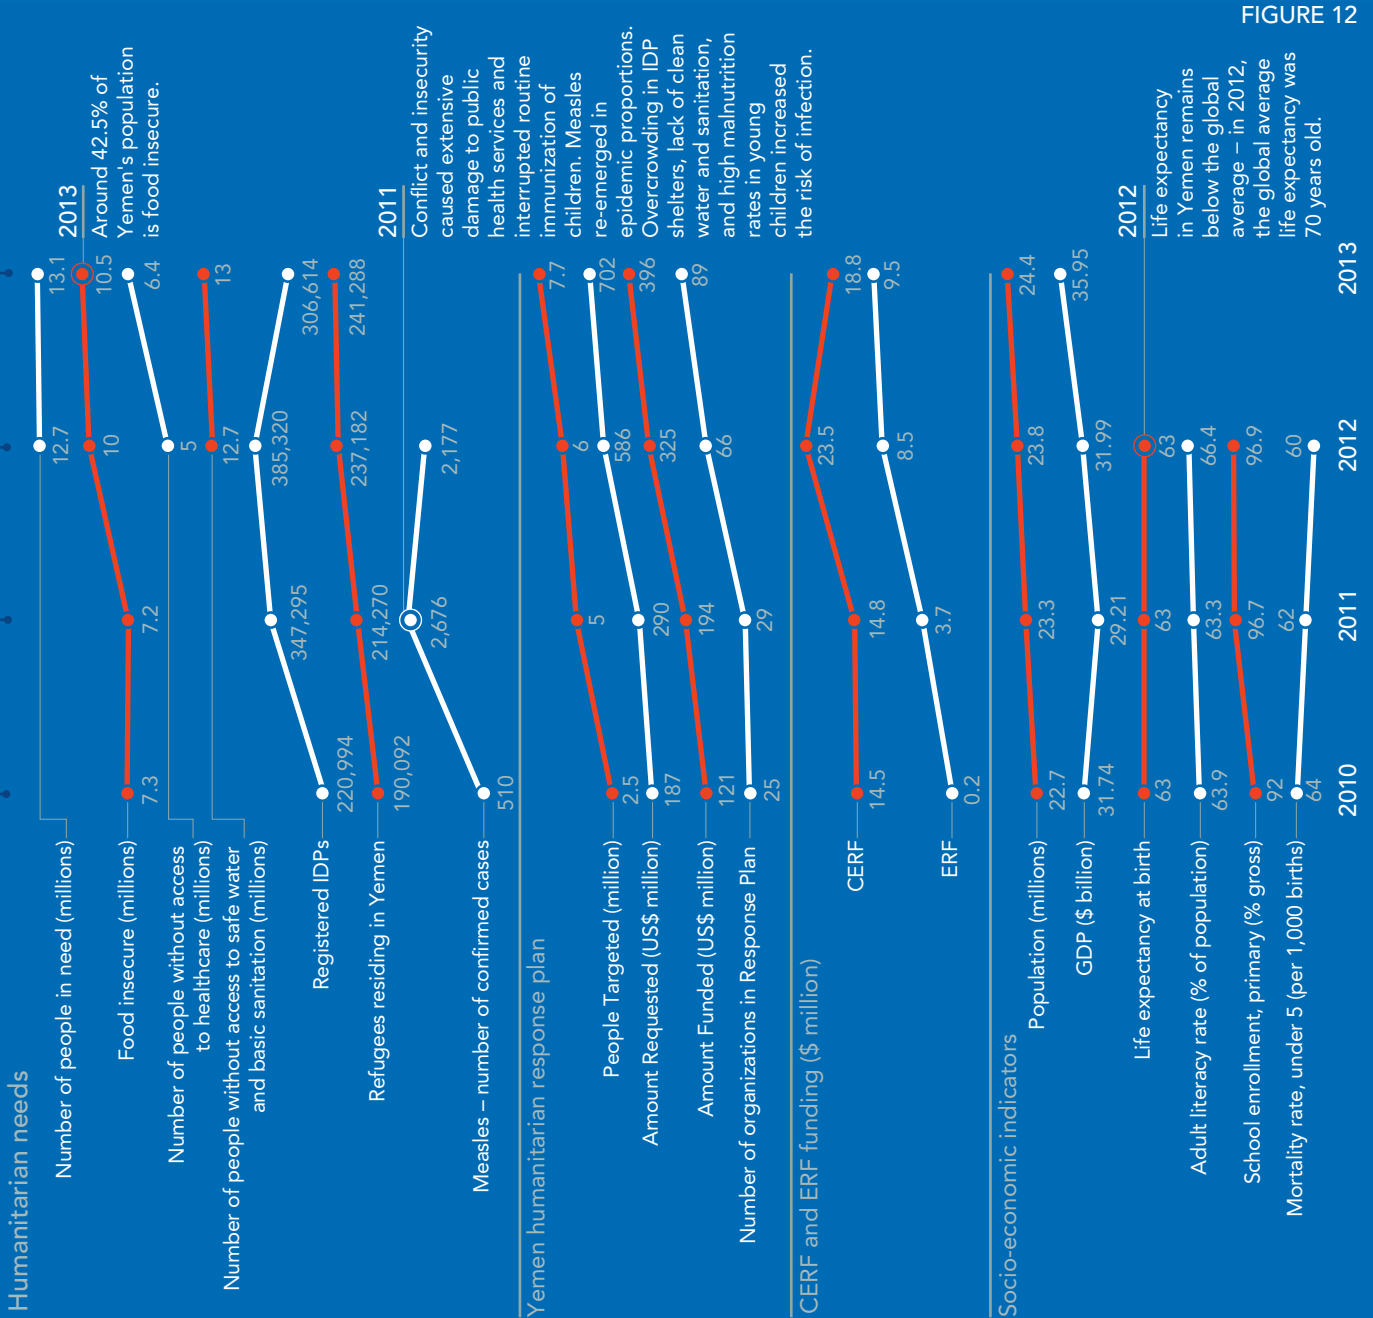 FIGURE 12
Humanitarian needs
Number of people in need (millions)
12.7
13.1
Food insecure (millions)
7.3
7.2
10
10.5
2013
Around 42.5% of
Yemen's population
is food insecure.
Number of people without access
to healthcare (millions)
5
6.4
Number of people without access to safe water
and basic sanitation (millions)
12.7
13
Registered IDPs
220,994
347,295
385,320
306,614
Refugees residing in Yemen
190,092
214,270
237,182
241,288
Measles – number of confirmed cases
510
2,676
2,177
2011
Conflict and insecurity
caused extensive
damage to public
health services and
interrupted routine
immunization of
children. Measles
re-emerged in
epidemic proportions.
Overcrowding in IDP
shelters, lack of clean
water and sanitation,
and high malnutrition
rates in young
children increased
the risk of infection.
Yemen humanitarian response plan
People Targeted (million)
2.5
5
6
7.7
Amount Requested (US$ million)
187
290
586
702
Amount Funded (US$ million)
121
194
325
396
Number of organizations in Response Plan
25
29
66
89
CERF and ERF funding ($ million)
CERF
14.5
14.8
23.5
18.8
ERF
0.2
3.7
8.5
9.5
Socio-economic indicators
Population (millions)
22.7
23.3
23.8
24.4
GDP ($ billion)
31.74
29.21
31.99
35.95
Life expectancy at birth
63
63
63
2012
Life expectancy
in Yemen remains
below the global
average – in 2012,
the global average
life expectancy was
70 years old.
Adult literacy rate (% of population)
63.9
63.3
66.4
School enrollment, primary (% gross)
92
96.7
96.9
Mortality rate, under 5 (per 1,000 births)
64
62
60
2010
2011
2012
2013